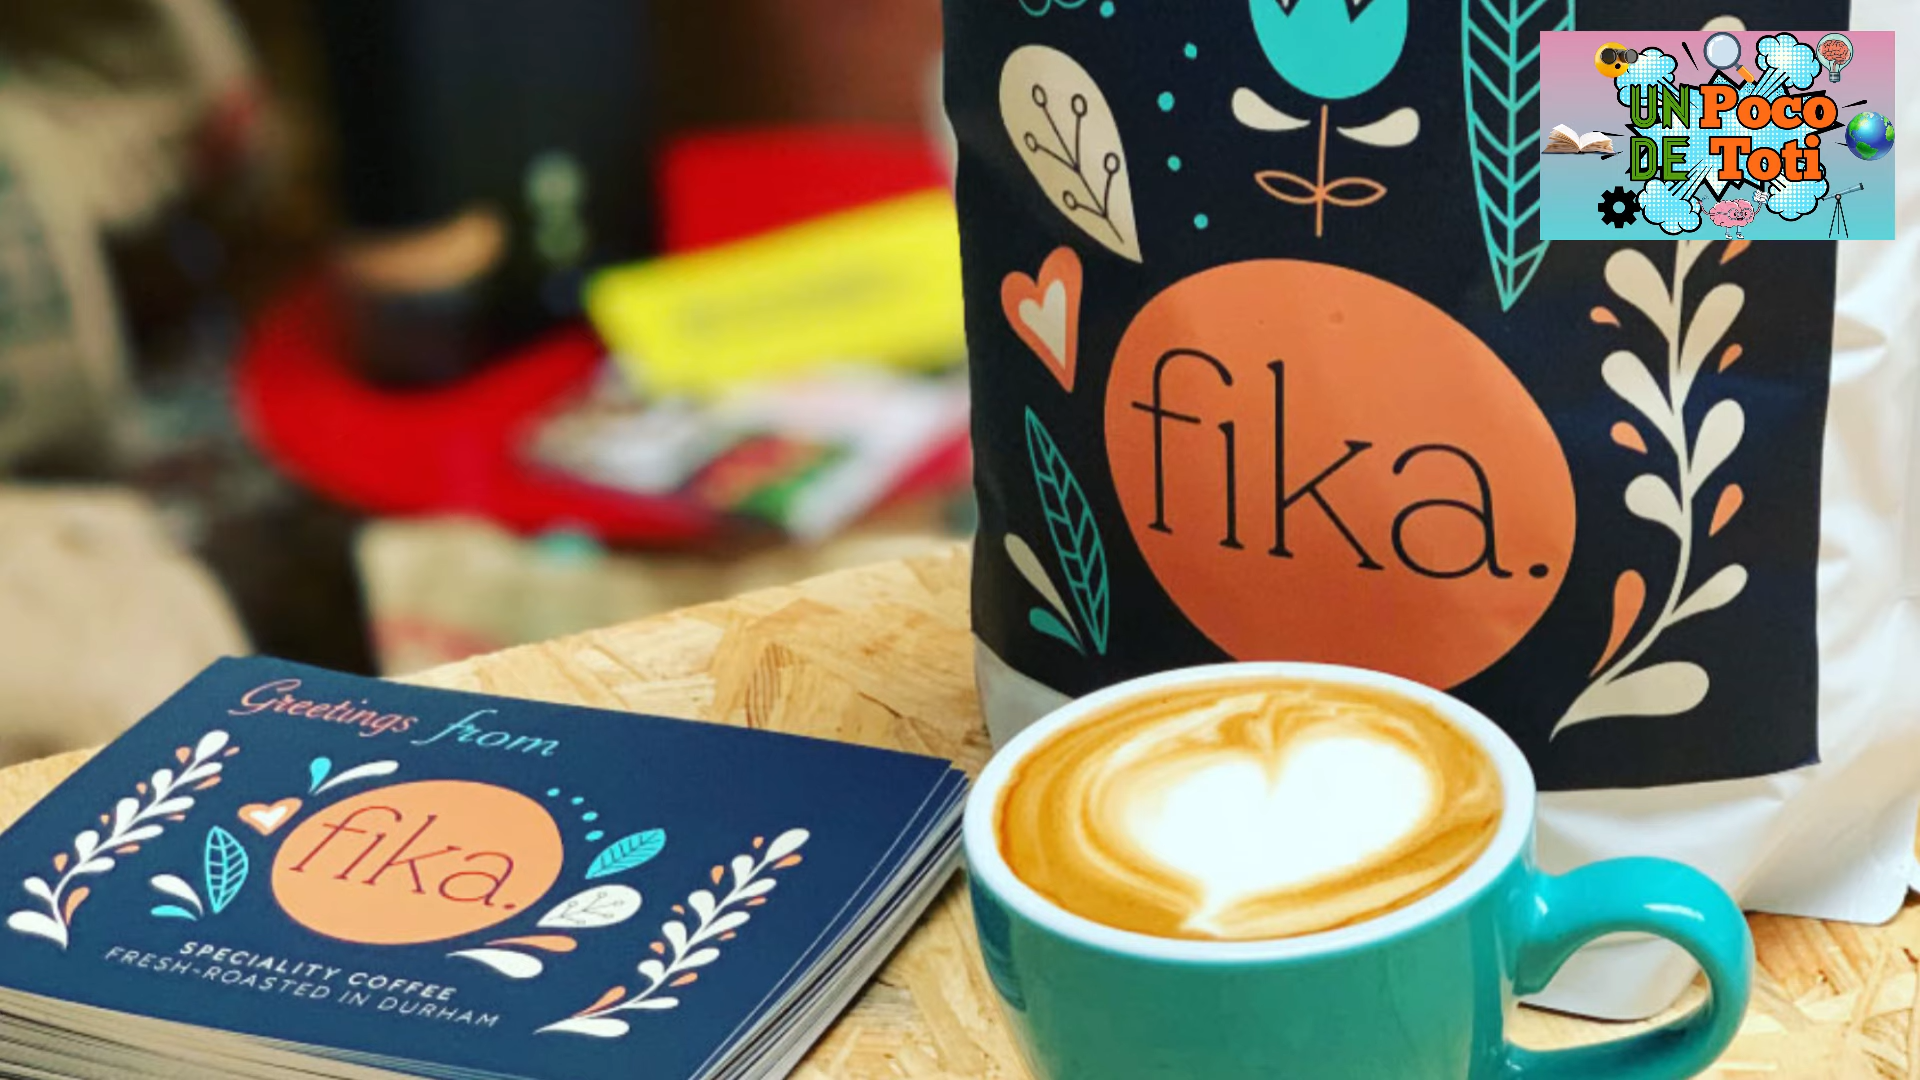 UN Poco
DE Toti
fika.
Greetings from
fika.
SPECIALITY COFFEE
FRESH-ROASTED IN DURHAM